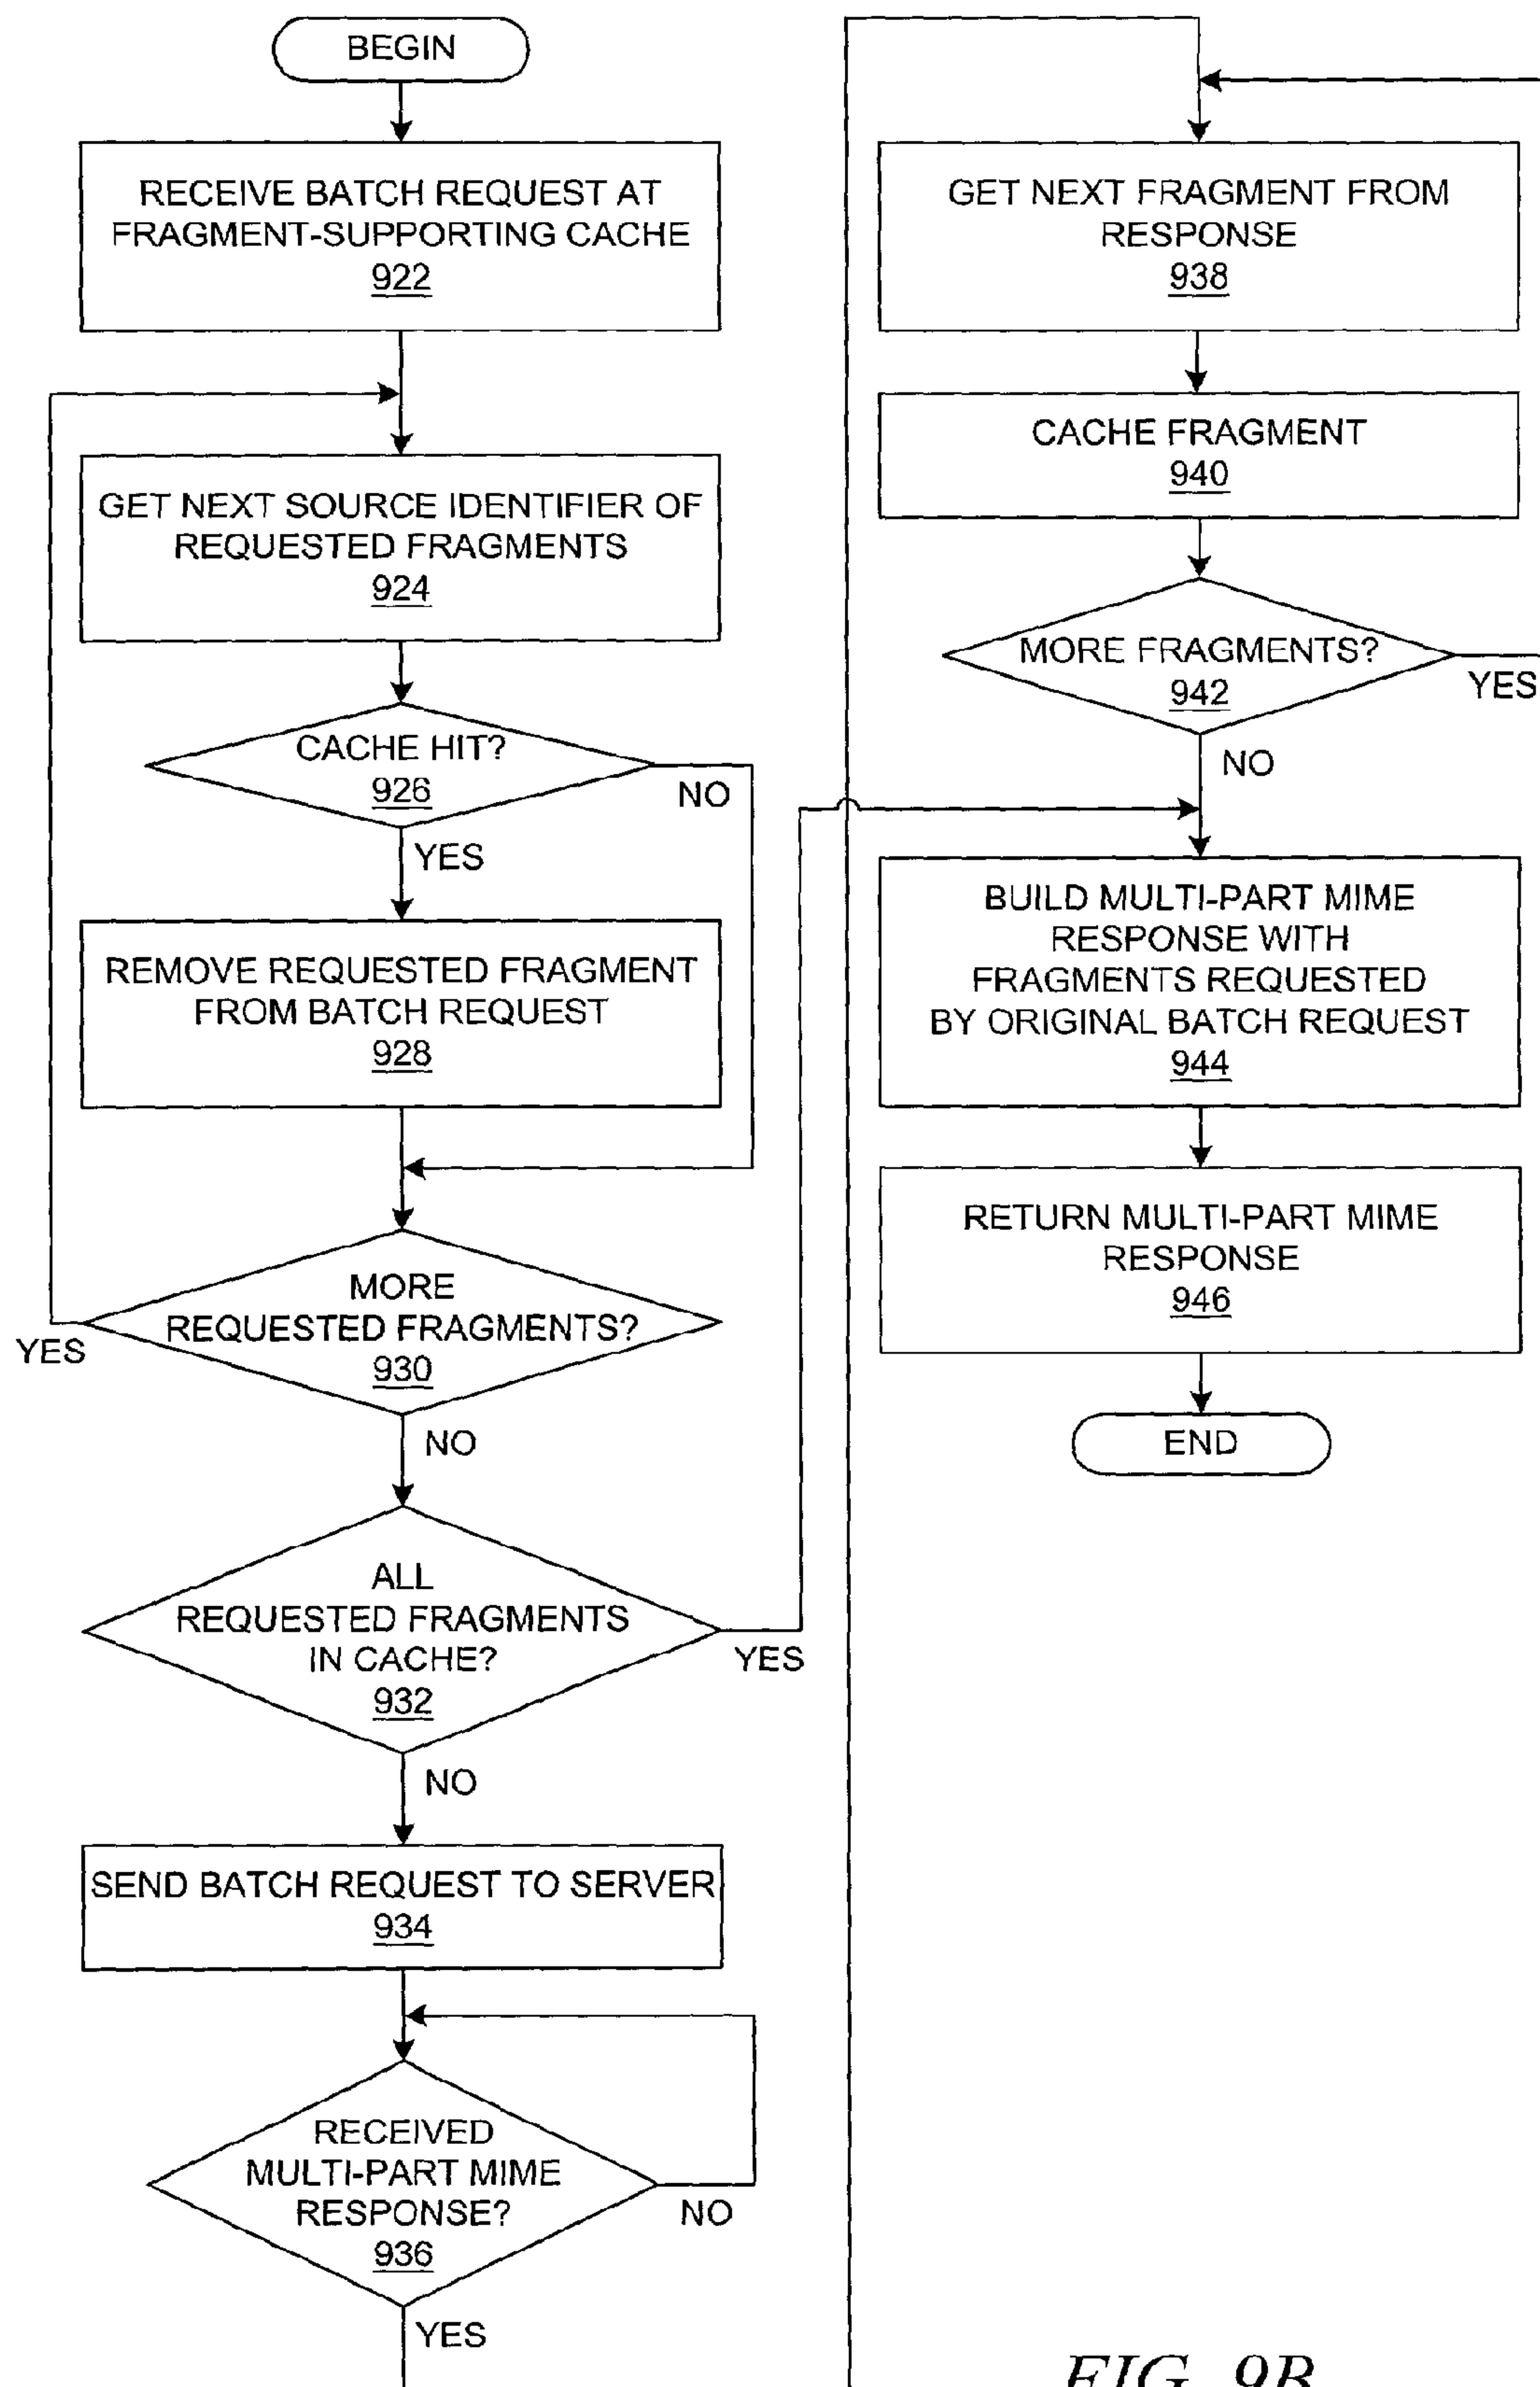 BEGIN
RECEIVE BATCH REQUEST AT
FRAGMENT-SUPPORTING CACHE
922
GET NEXT SOURCE IDENTIFIER OF
REQUESTED FRAGMENTS
924
CACHE HIT?
926
NO
YES
REMOVE REQUESTED FRAGMENT
FROM BATCH REQUEST
928
MORE
REQUESTED FRAGMENTS?
930
YES
NO
ALL
REQUESTED FRAGMENTS
IN CACHE?
932
YES
NO
SEND BATCH REQUEST TO SERVER
934
RECEIVED
MULTI-PART MIME
RESPONSE?
936
NO
YES
GET NEXT FRAGMENT FROM
RESPONSE
938
CACHE FRAGMENT
940
MORE FRAGMENTS?
942
YES
NO
BUILD MULTI-PART MIME
RESPONSE WITH
FRAGMENTS REQUESTED
BY ORIGINAL BATCH REQUEST
944
RETURN MULTI-PART MIME
RESPONSE
946
END
FIG. 9B